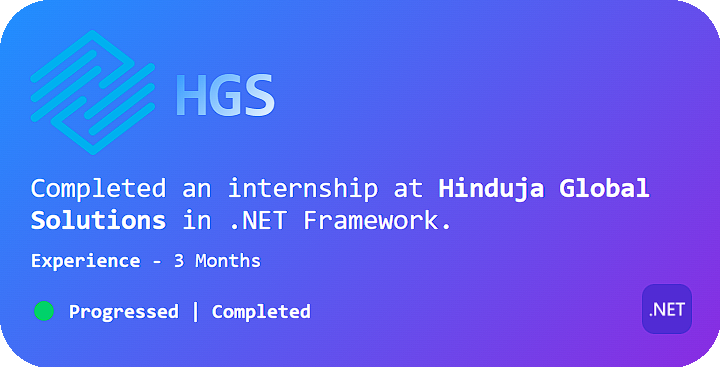 HGS
Completed an internship at Hinduja Global
Solutions in .NET Framework.
Experience - 3 Months
Progressed | Completed
.NET